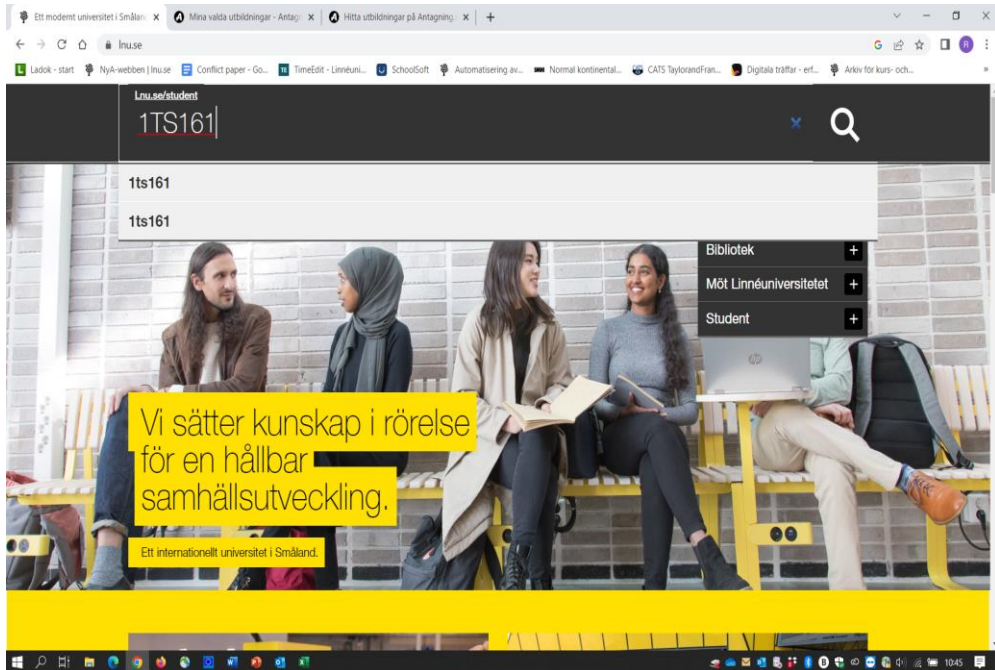 Ett modernt universitet i Smålan
Mina valda utbildningar - Antag
Hitta utbildningar på Antagning.
lnu.se
Ladok - start
NyA-webben | lnu.se
Conflict paper - Go...
TimeEdit - Linnéuni...
SchoolSoft
Automatisering av...
Normal kontinental...
CATS TaylorandFran...
Digitala träffar - erf...
Arkiv för kurs- och...
Lnu.se/student
1TS161
1ts161
1ts161
Bibliotek
Möt Linnéuniversitetet
Student
Vi sätter kunskap i rörelse
för en hållbar
samhällsutveckling.
Ett internationellt universitet i Småland.
10:45